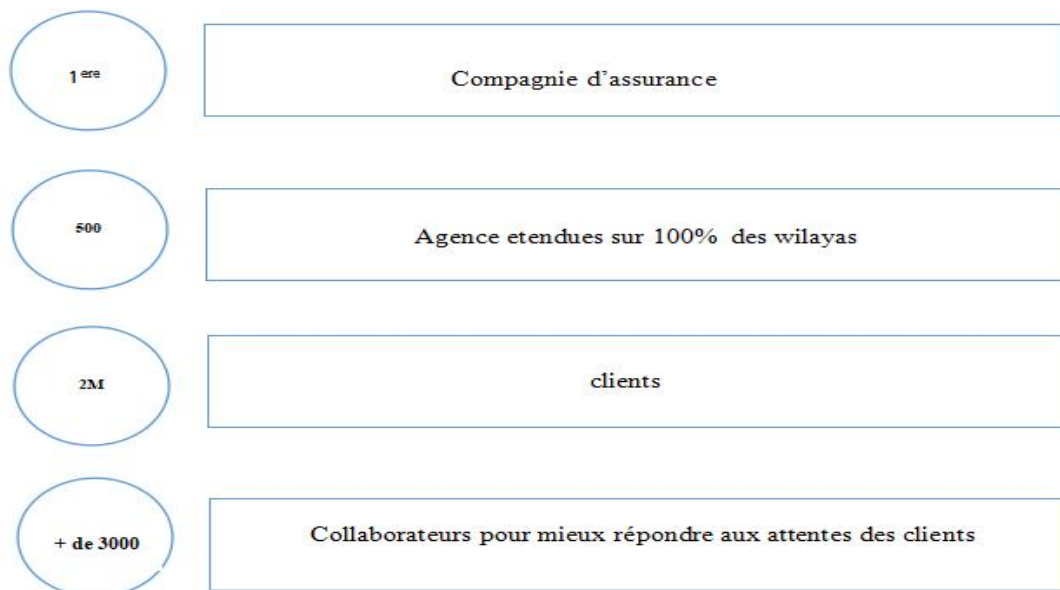 1ere
Compagnie d'assurance
500
Agence etendues sur 100% des wilayas
2M
clients
+ de 3000
Collaborateurs pour mieux répondre aux attentes des clients